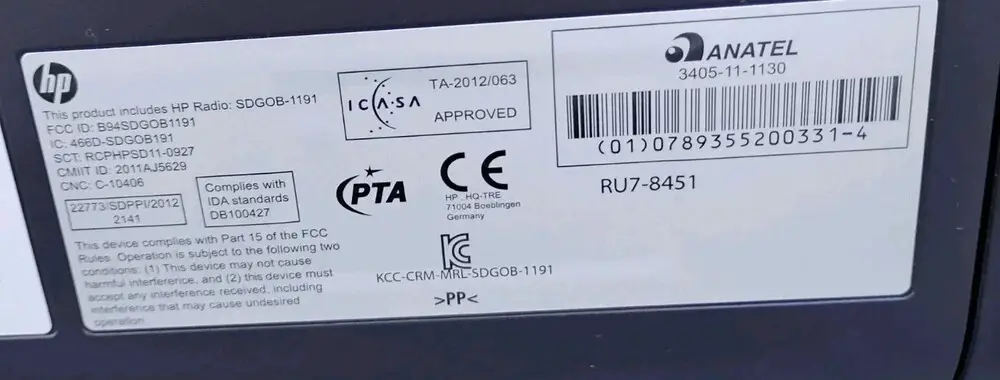 hp
This product includes HP Radio: SDGOB-1191
FCC ID: B94SDGOB1191
IC: 466D-SDGOB191
SCT: RCPHPSD11-0927
CMIIT ID: 2011AJ5629
CNC: C-10406
22773/SDPPI/2012
2141
Complies with
IDA standards
DB100427
This device complies with Part 15 of the FCC
Rules. Operation is subject to the following two
conditions: (1) This device may not cause
harmful interference, and (2) this device must
accept any interference received, including
interference that may cause undesired
operation.
ICASA
TA-2012/063
APPROVED
PTA
CE
HP, HQ-TRE
71004 Boeblingen
Germany
KCC-CRM-MRL-SDGOB-1191
>PP<
ANATEL
3405-11-1130
(01)0789355200331-4
RU7-8451